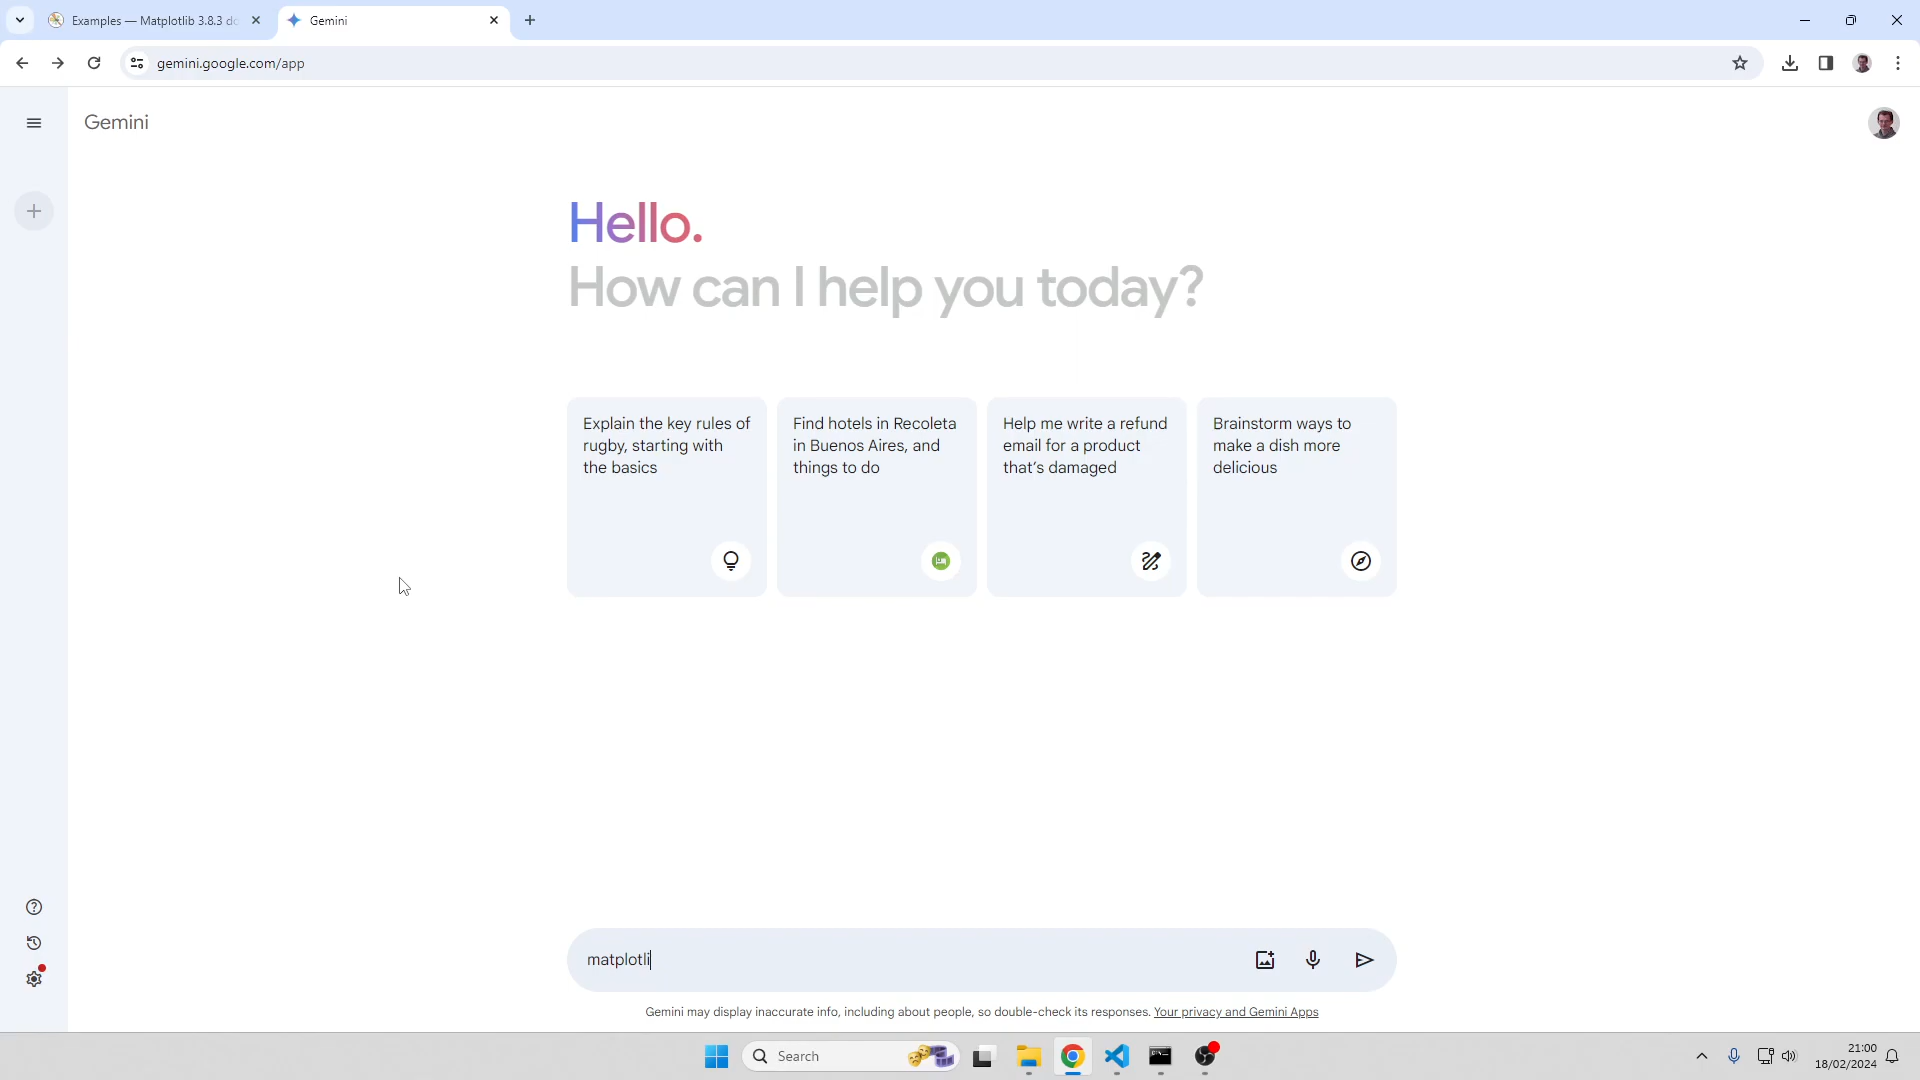 Examples — Matplotlib 3.8.3 do
Gemini
gemini.google.com/app
Gemini
Hello.
How can I help you today?
Explain the key rules of
rugby, starting with
the basics
Find hotels in Recoleta
in Buenos Aires, and
things to do
Help me write a refund
email for a product
that's damaged
Brainstorm ways to
make a dish more
delicious
matplotli
Gemini may display inaccurate info, including about people, so double-check its responses. Your privacy and Gemini Apps
Search
21:00
18/02/2024